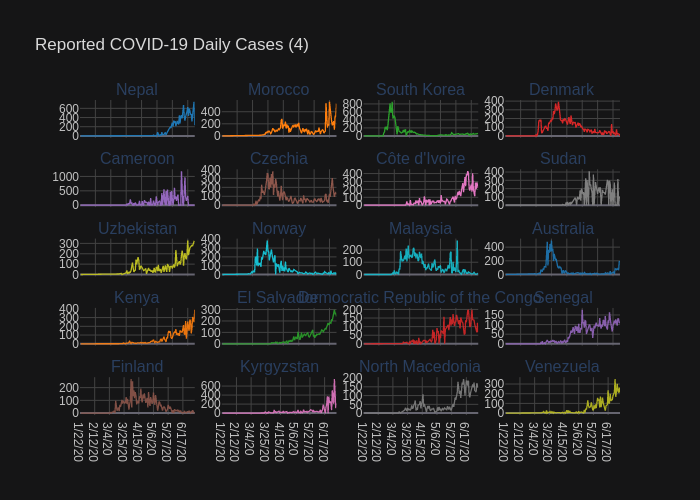 Reported COVID-19 Daily Cases (4)
Nepal Morocco South Korea Denmark
600 400 200 0
400 200 0
800 600 400 200 0
400 300 200 100 0
Cameroon Czechia Côte d'Ivoire Sudan
1000 500 0
400 300 200 100 0
400 300 200 100 0
400 200 0
Uzbekistan Norway Malaysia Australia
300 200 100 0
400 300 200 100 0
200 100 0
400 200 0
Kenya El Salvador Democratic Republic of the Congo Senegal
400 300 200 100 0
300 200 100 0
200 150 100 50 0
150 100 50 0
Finland Kyrgyzstan North Macedonia Venezuela
200 100 0
600 400 200 0
200 150 100 50 0
300 200 100 0
1/22/20 2/12/20 3/4/20 3/25/20 4/15/20 5/6/20 5/27/20 6/17/20
1/22/20 2/12/20 3/4/20 3/25/20 4/15/20 5/6/20 5/27/20 6/17/20
1/22/20 2/12/20 3/4/20 3/25/20 4/15/20 5/6/20 5/27/20 6/17/20
1/22/20 2/12/20 3/4/20 3/25/20 4/15/20 5/6/20 5/27/20 6/17/20